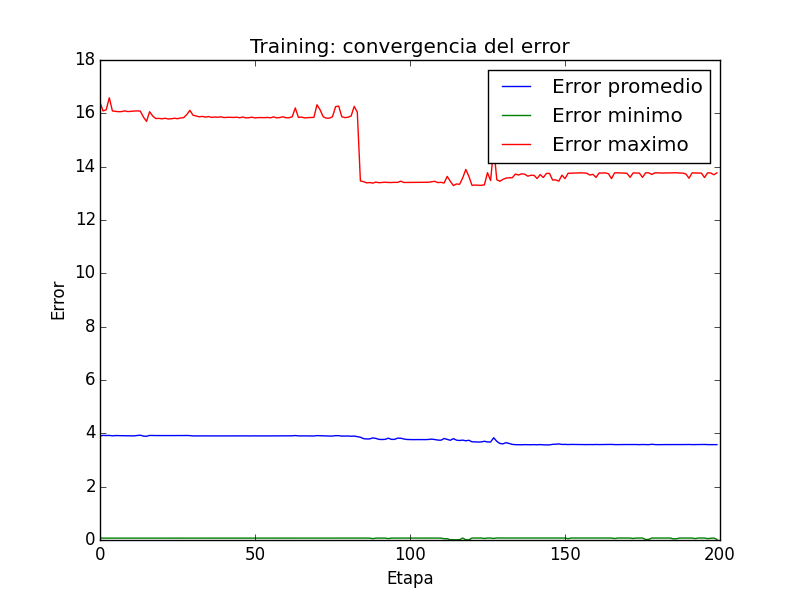 Training: convergencia del error
Error promedio
Error minimo
Error maximo
18
16
14
12
10
8
6
4
2
0
Error
0 50 100 150 200
Etapa